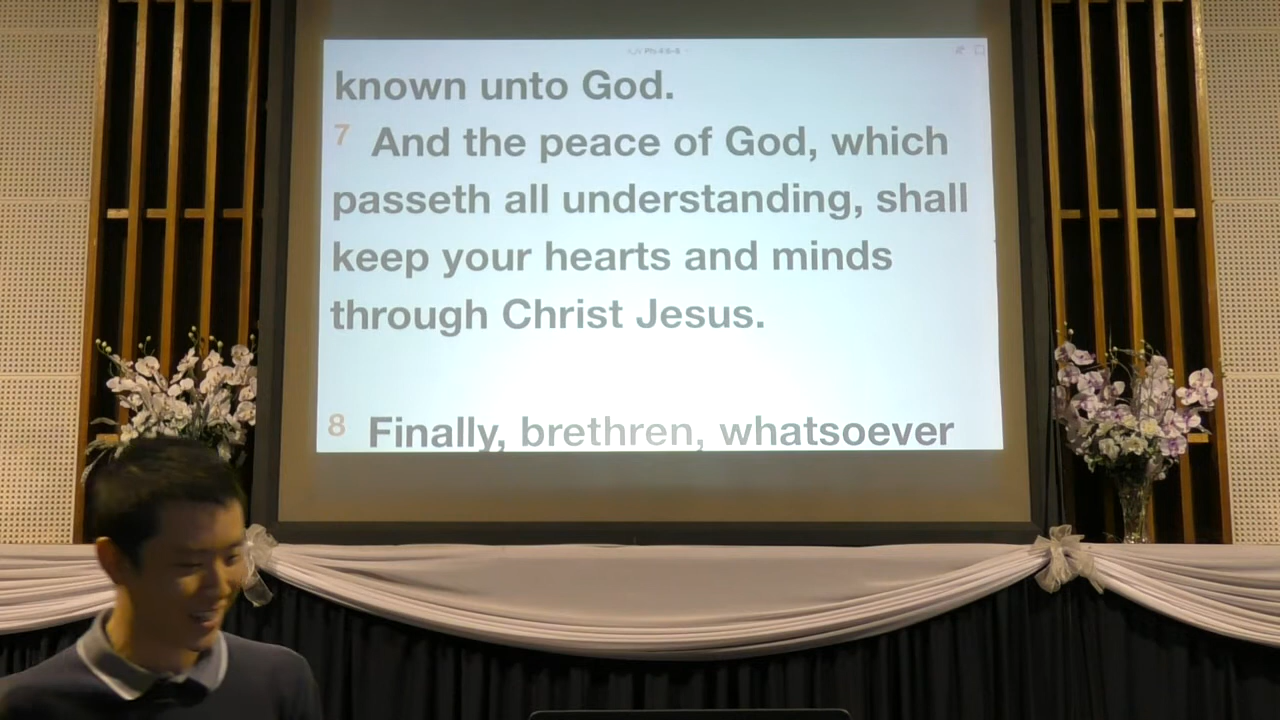 known unto God.
7 And the peace of God, which
passeth all understanding, shall
keep your hearts and minds
through Christ Jesus.
8 Finally, brethren, whatsoever